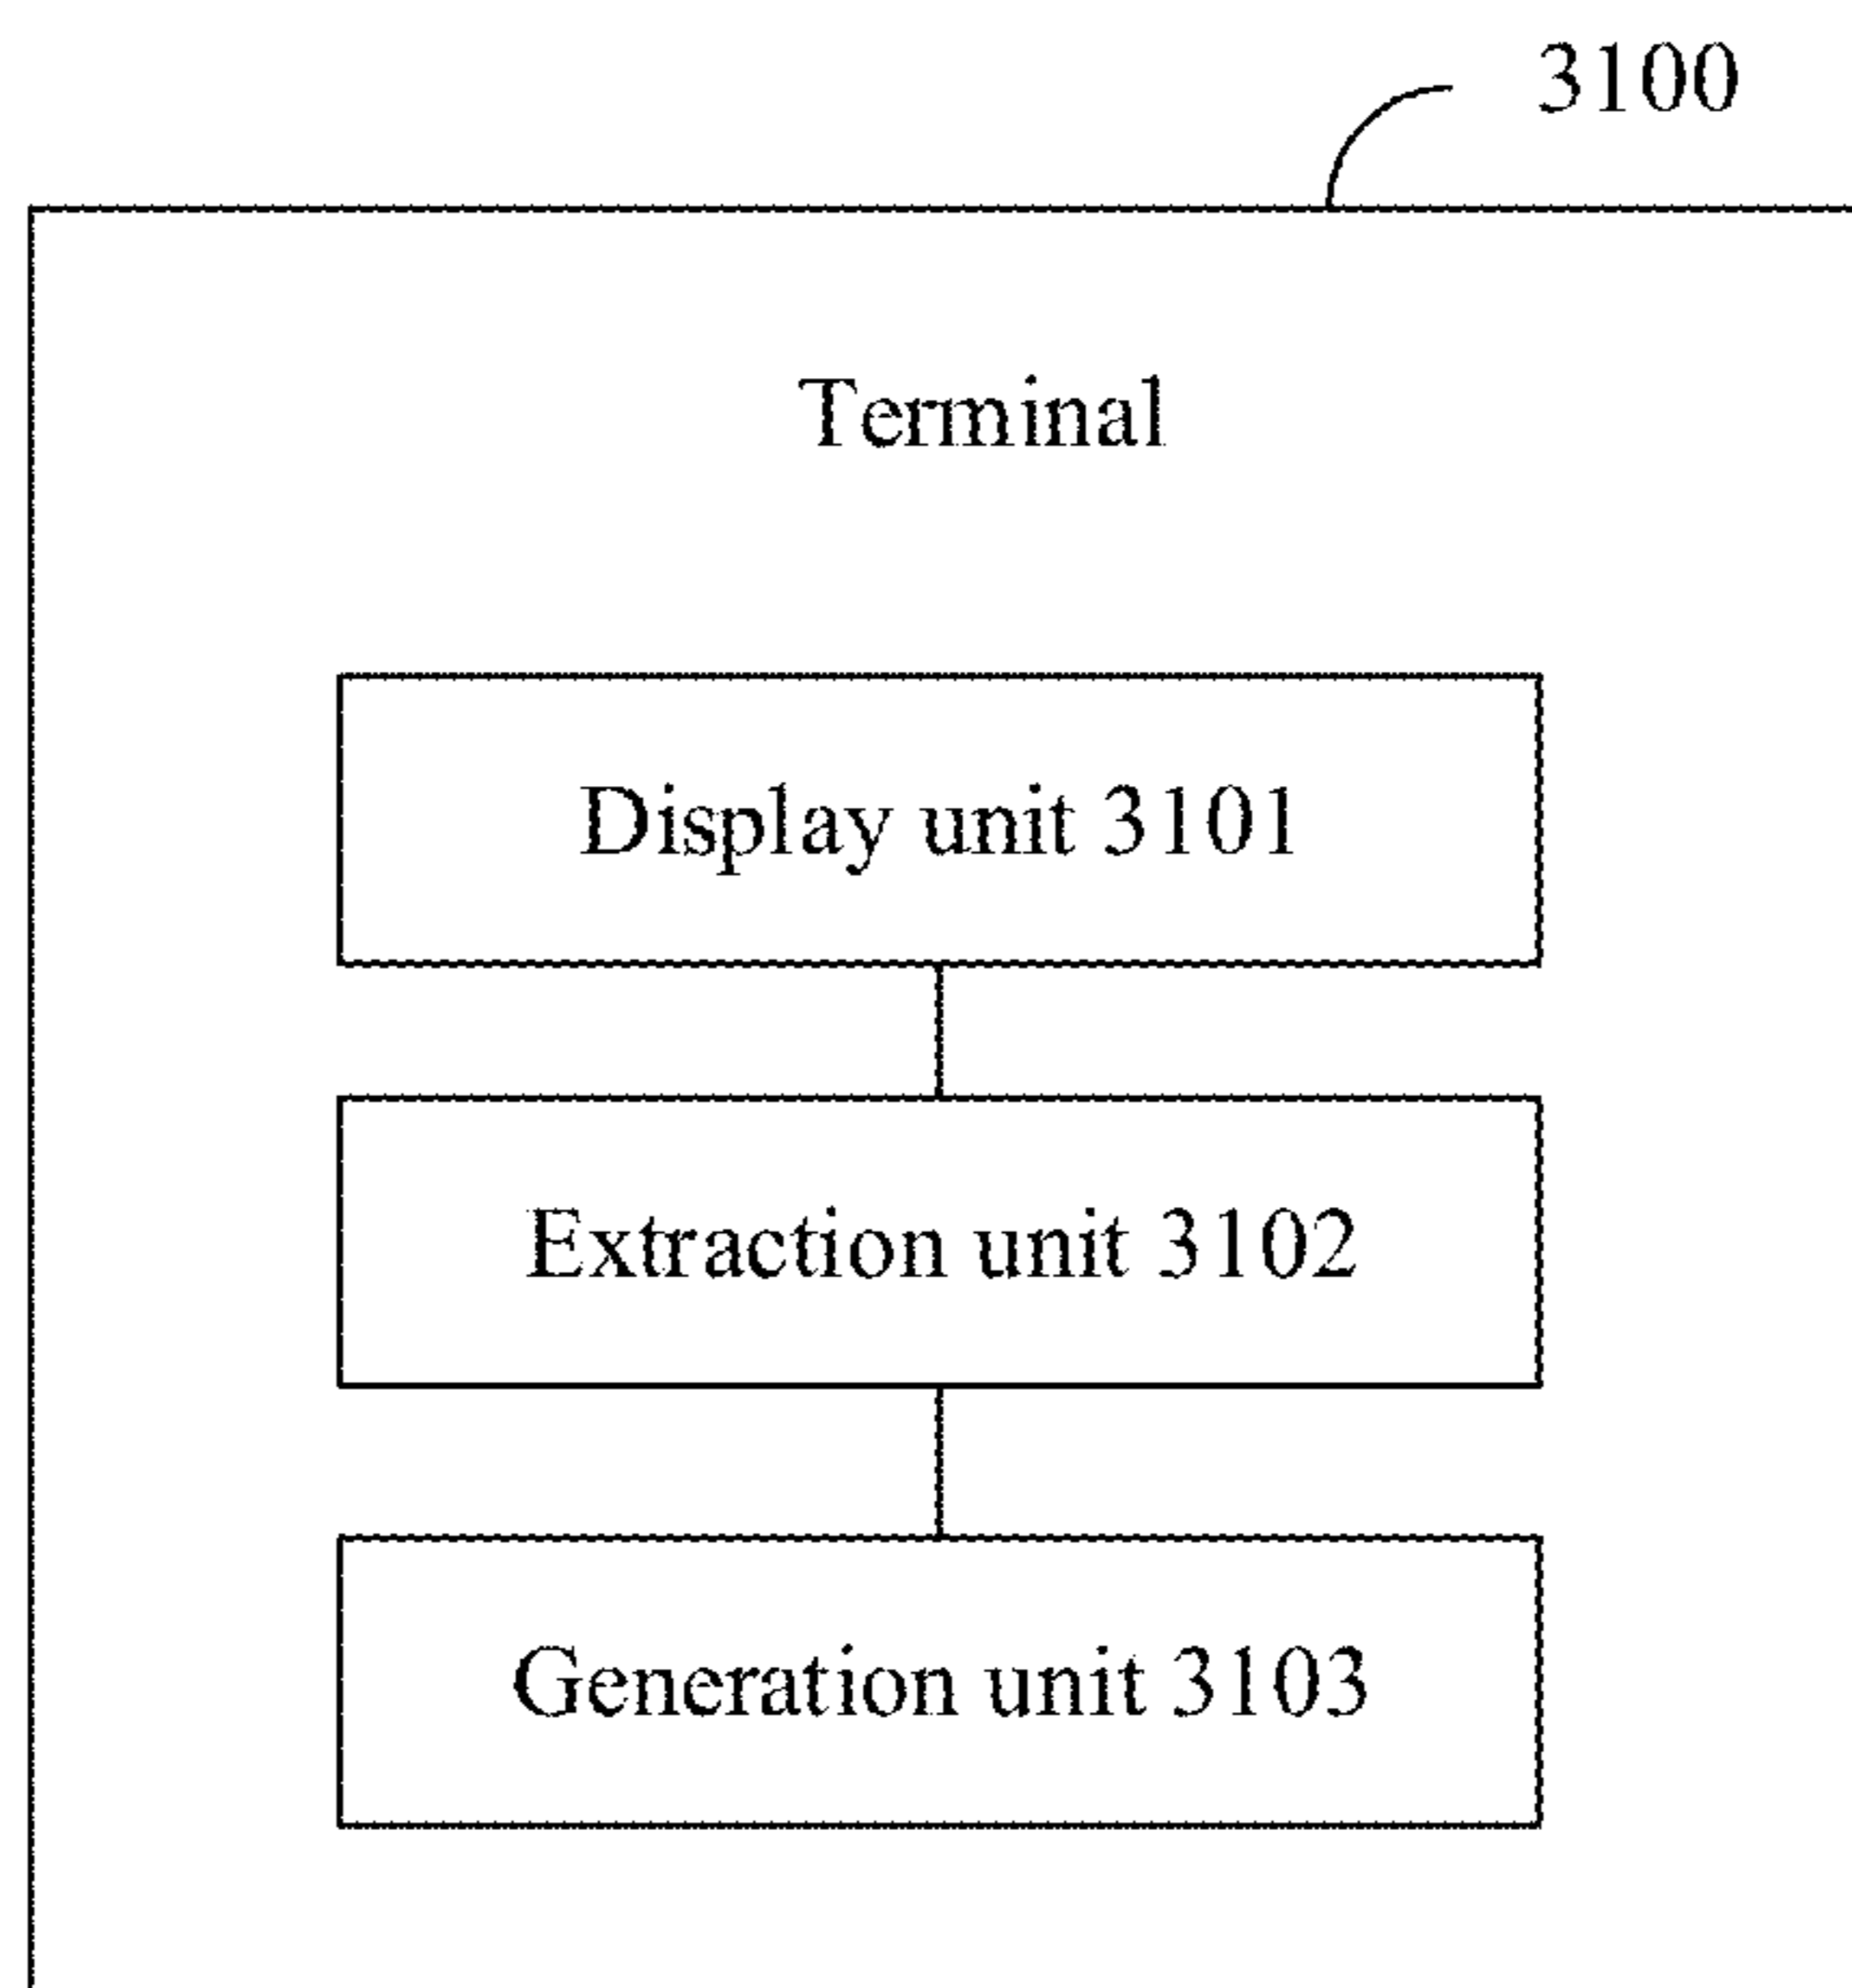 3100
Terminal
Display unit 3101
Extraction unit 3102
Generation unit 3103